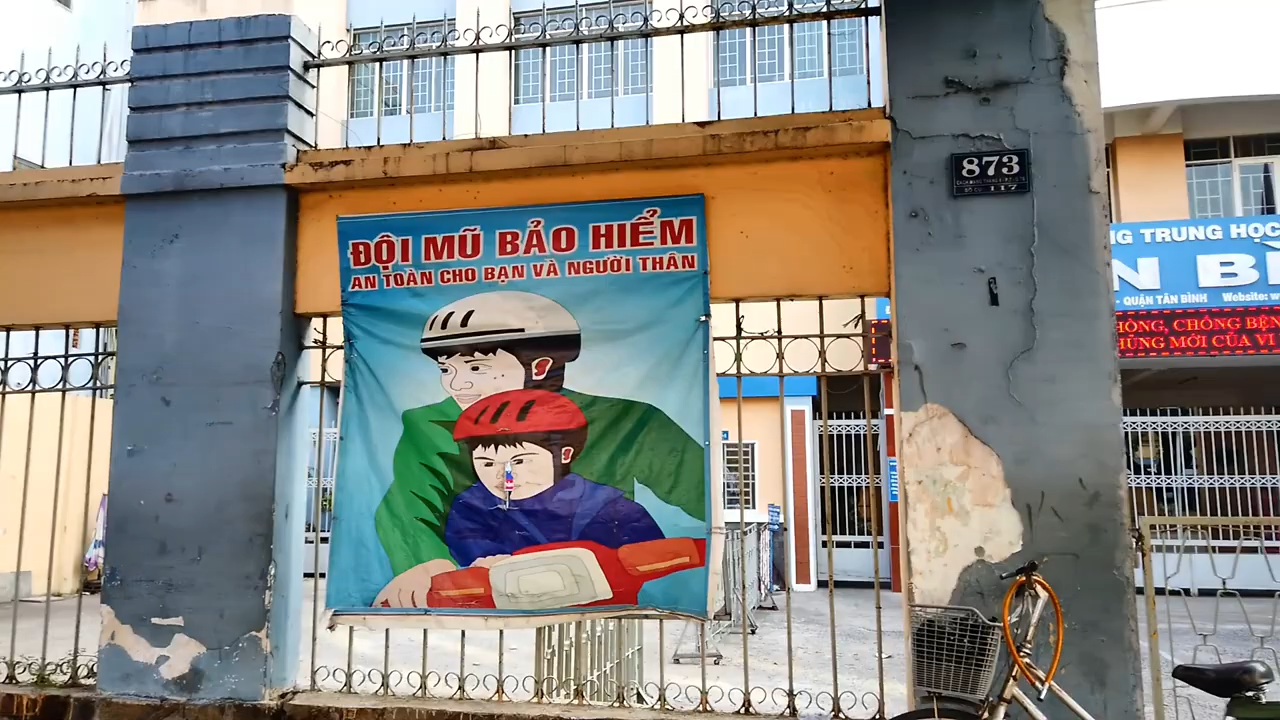 ĐỘI MŨ BẢO HIỂM
AN TOÀN CHO BẠN VÀ NGƯỜI THÂN
873
117
NG TRUNG HỌC
N BÌ
- QUẬN TÂN BÌNH Website: w
HÒNG, CHỐNG BỆN
HỦNG MỚI CỦA VI